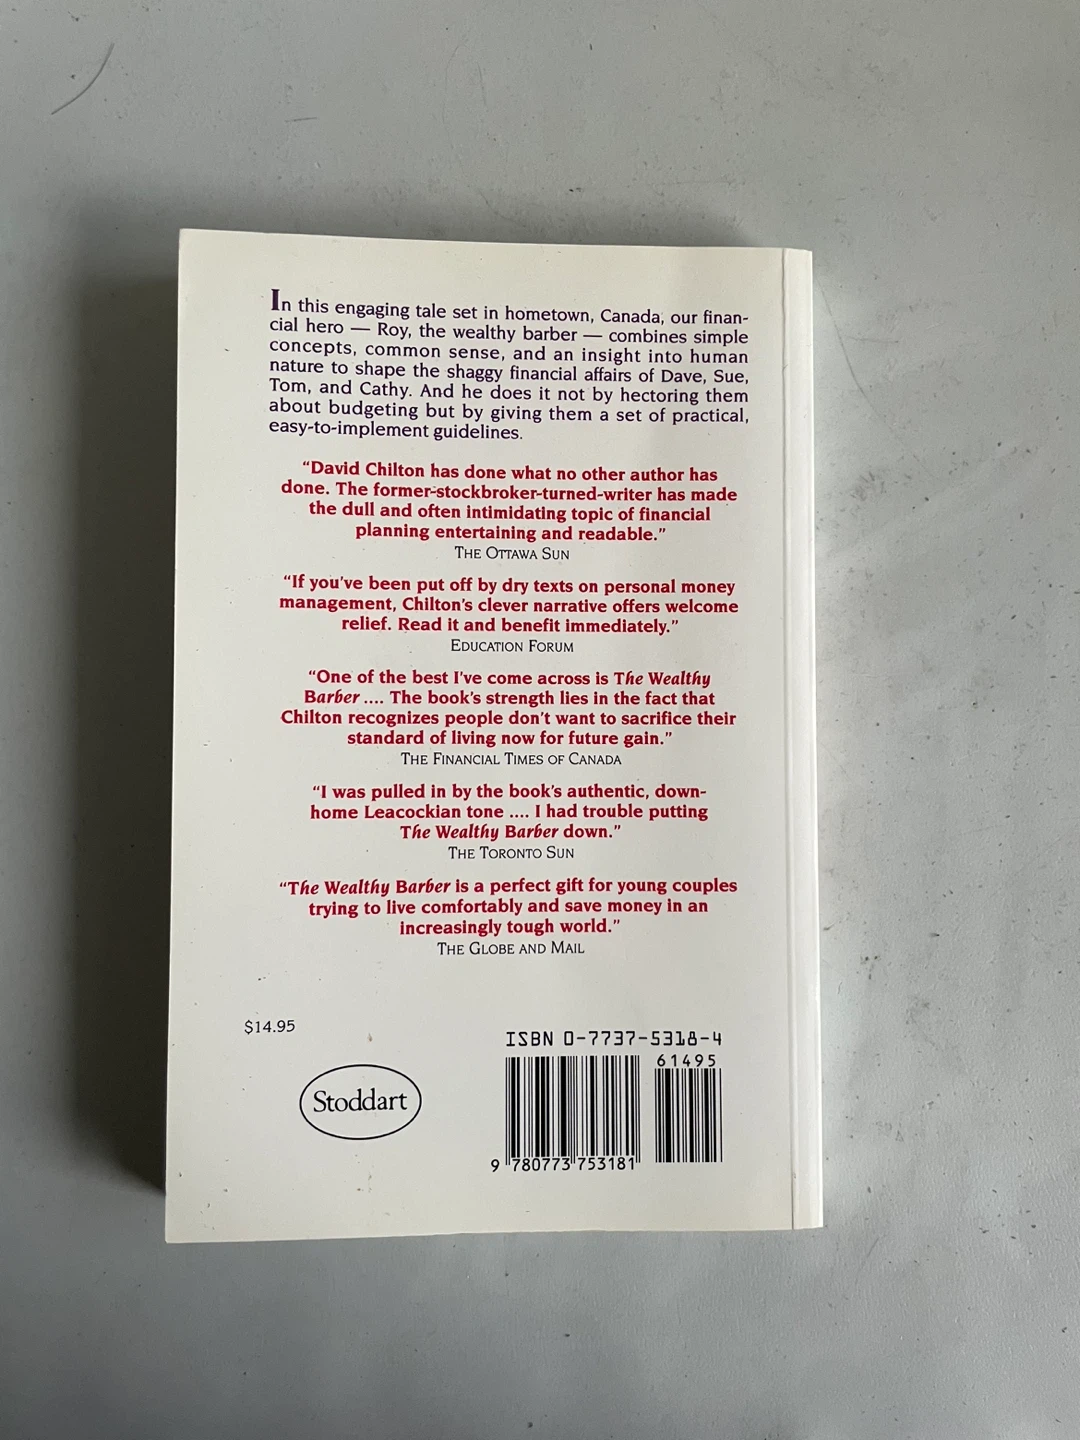 In this engaging tale set in hometown, Canada, our finan-
cial hero — Roy, the wealthy barber — combines simple
concepts, common sense, and an insight into human
nature to shape the shaggy financial affairs of Dave, Sue,
Tom, and Cathy. And he does it not by hectoring them
about budgeting but by giving them a set of practical,
easy-to-implement guidelines.
“David Chilton has done what no other author has
done. The former-stockbroker-turned-writer has made
the dull and often intimidating topic of financial
planning entertaining and readable.”
THE OTTAWA SUN
“If you’ve been put off by dry texts on personal money
management, Chilton’s clever narrative offers welcome
relief. Read it and benefit immediately.”
EDUCATION FORUM
“One of the best I’ve come across is The Wealthy
Barber .... The book’s strength lies in the fact that
Chilton recognizes people don’t want to sacrifice their
standard of living now for future gain.”
THE FINANCIAL TIMES OF CANADA
“I was pulled in by the book’s authentic, down-
home Leacockian tone .... I had trouble putting
The Wealthy Barber down.”
THE TORONTO SUN
“The Wealthy Barber is a perfect gift for young couples
trying to live comfortably and save money in an
increasingly tough world.”
THE GLOBE AND MAIL
$14.95
Stoddart
ISBN 0-7737-5318-4
61495
9 780773 753181